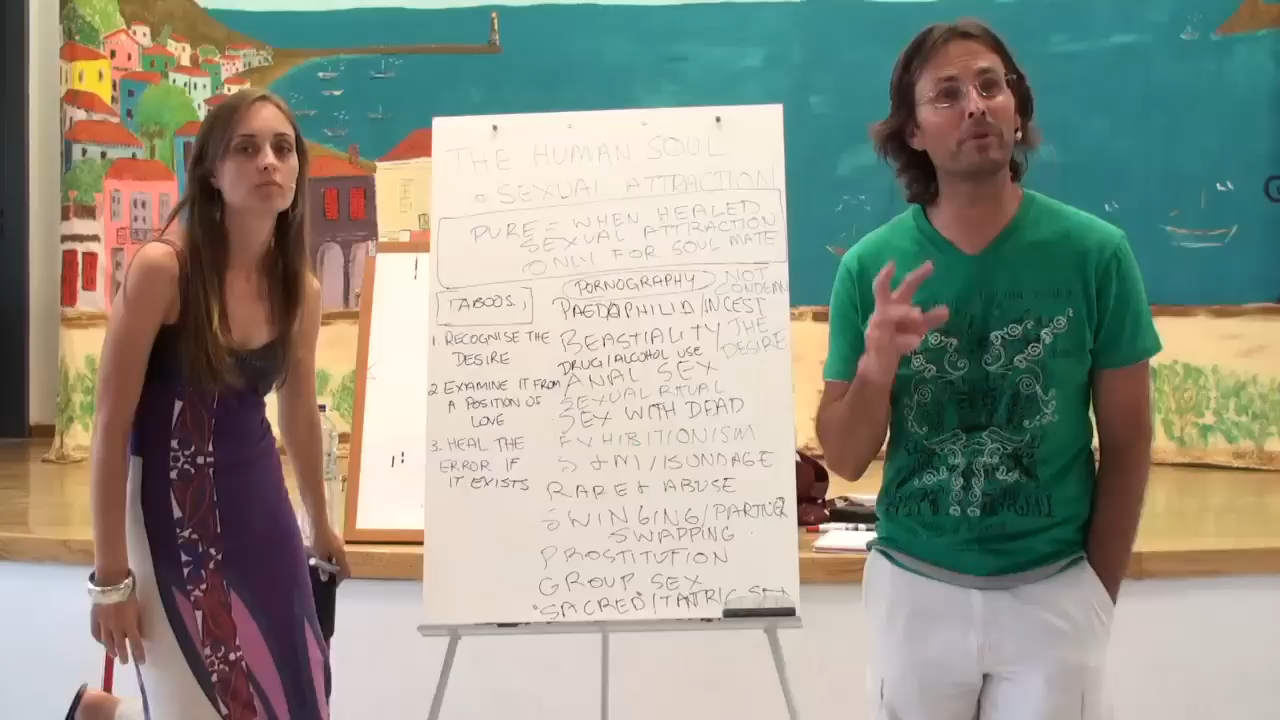 THE HUMAN SOUL
SEXUAL ATTRACTION
PURE = WHEN HEALED
SEXUAL ATTRACTION
ONLY FOR SOUL MATE
TABOOS
1. RECOGNISE THE
DESIRE
2 EXAMINE IT FROM
A POSITION OF
LOVE
3. HEAL THE
ERROR IF
IT EXISTS
PORNOGRAPHY
PAEDOPHILIA/INCEST
BEASTIALITY
DRUG/ALCOHOL USE
ANAL SEX
SEXUAL RITUAL
SEX WITH DEAD
EXHIBITIONISM
S+M/BONDAGE
RAPE + ABUSE
SWINGING/PARTNER
SWAPPING
PROSTITUTION
GROUP SEX
"SACRED"/TANTRIC SEX
NOT
CONDEMN
THE
DESIRE